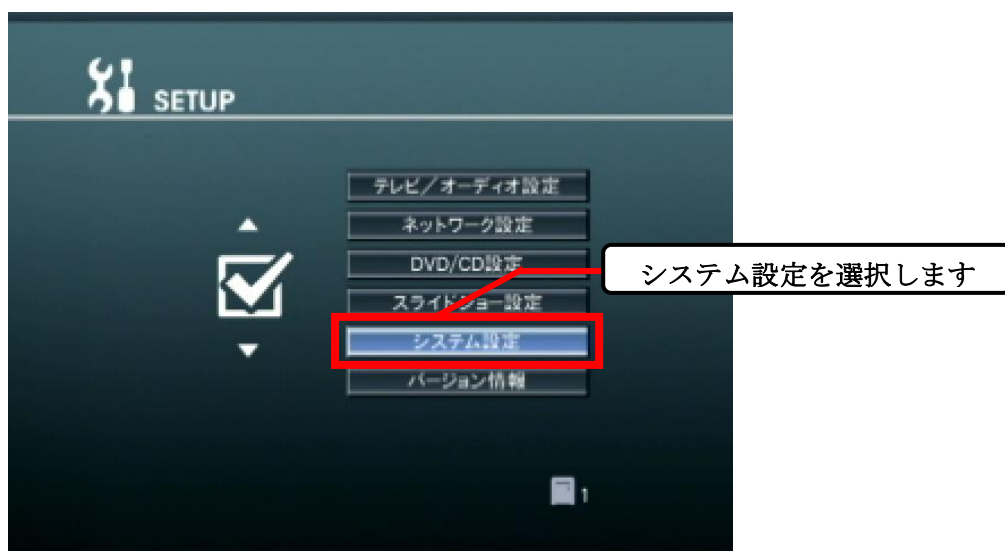 SETUP
テレビ／オーディオ設定
ネットワーク設定
DVD/CD設定
スライドショー設定
システム設定
バージョン情報
システム設定を選択します
1